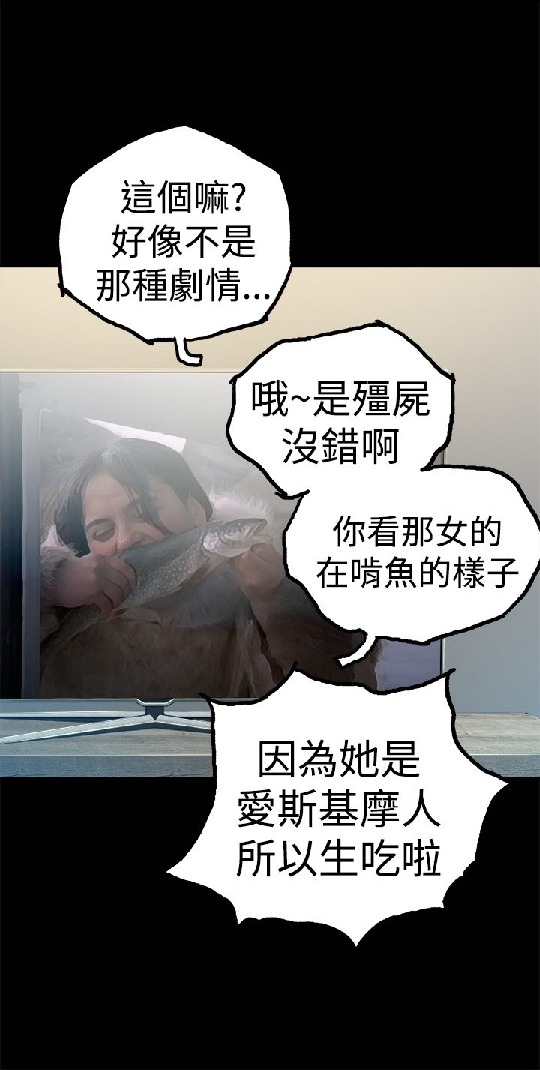 這個嘛?
好像不是
那種劇情...
哦~是殭屍
沒錯啊
你看那女的
在啃魚的樣子
因為她是
愛斯基摩人
所以生吃啦